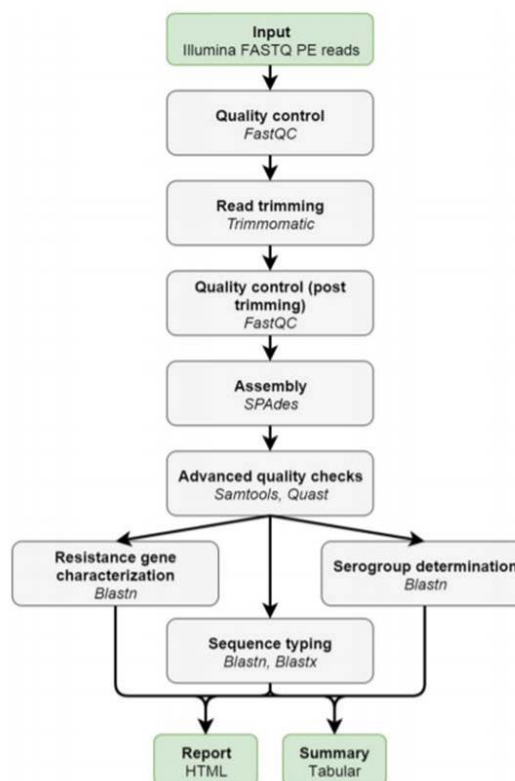 Input
Illumina FASTQ PE reads
Quality control
FastQC
Read trimming
Trimmomatic
Quality control (post
trimming)
FastQC
Assembly
SPAdes
Advanced quality checks
Samtools, Quast
Resistance gene
characterization
Blastn
Serogroup determination
Blastn
Sequence typing
Blastn, Blastx
Report
HTML
Summary
Tabular